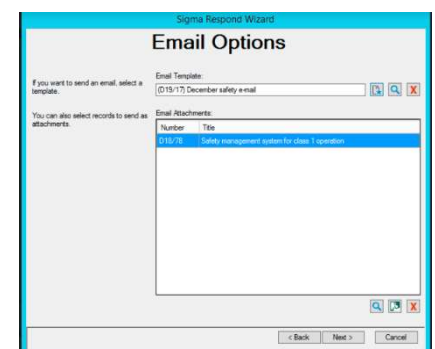 Sigma Respond Wizard
Email Options
If you want to send an email, select a
template.
Email Template:
(D19/17) December safety e-mail
You can also select records to send as
attachments.
Email Attachments:
Number Title
D18/78 Safety management system for class 1 operation
< Back Next > Cancel